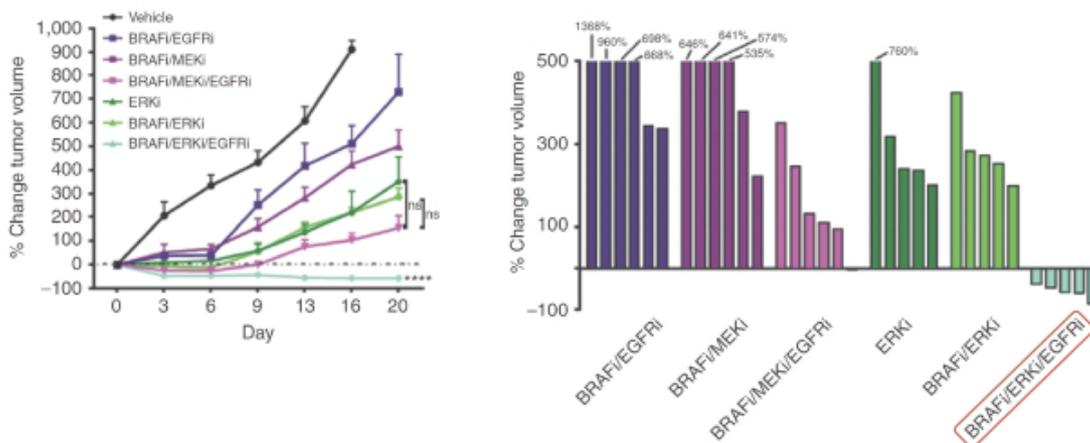 Vehicle
BRAFi/EGFRi
BRAFi/MEKi
BRAFi/MEKi/EGFRi
ERKi
BRAFi/ERKi
BRAFi/ERKi/EGFRi
% Change tumor volume
1,000
900
800
700
600
500
400
300
200
100
0
−100
ns
ns
****
0 3 6 9 13 16 20
Day
% Change tumor volume
500
300
100
−100
1368%
960%
698%
668%
646%
641%
574%
535%
760%
BRAFi/EGFRi
BRAFi/MEKi
BRAFi/MEKi/EGFRi
ERKi
BRAFi/ERKi
BRAFi/ERKi/EGFRi